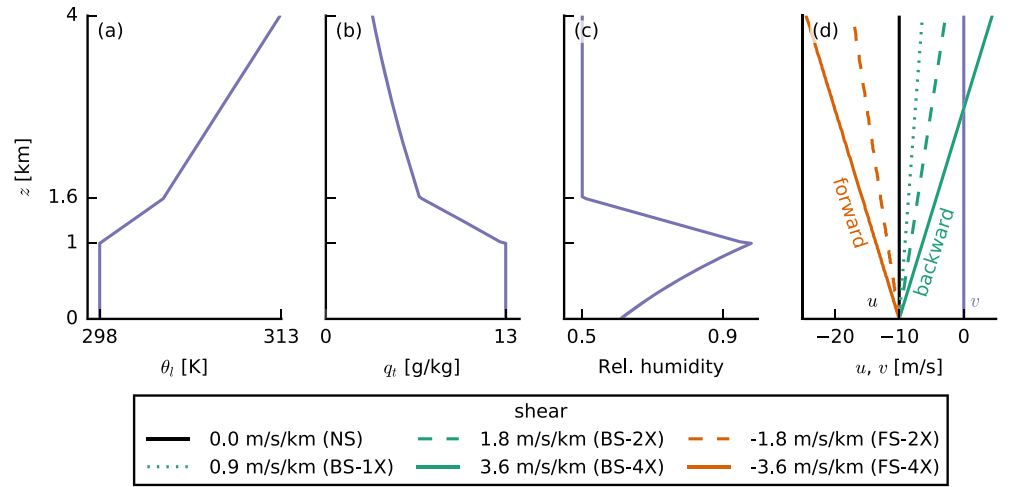 4
(a)
(b)
(c)
(d)
z [km]
1.6
1
0
forward
backward
u
v
298
313
0
13
0.5
0.9
−20
−10
0
θl [K]
qt [g/kg]
Rel. humidity
u, v [m/s]
shear
0.0 m/s/km (NS)
1.8 m/s/km (BS-2X)
-1.8 m/s/km (FS-2X)
0.9 m/s/km (BS-1X)
3.6 m/s/km (BS-4X)
-3.6 m/s/km (FS-4X)